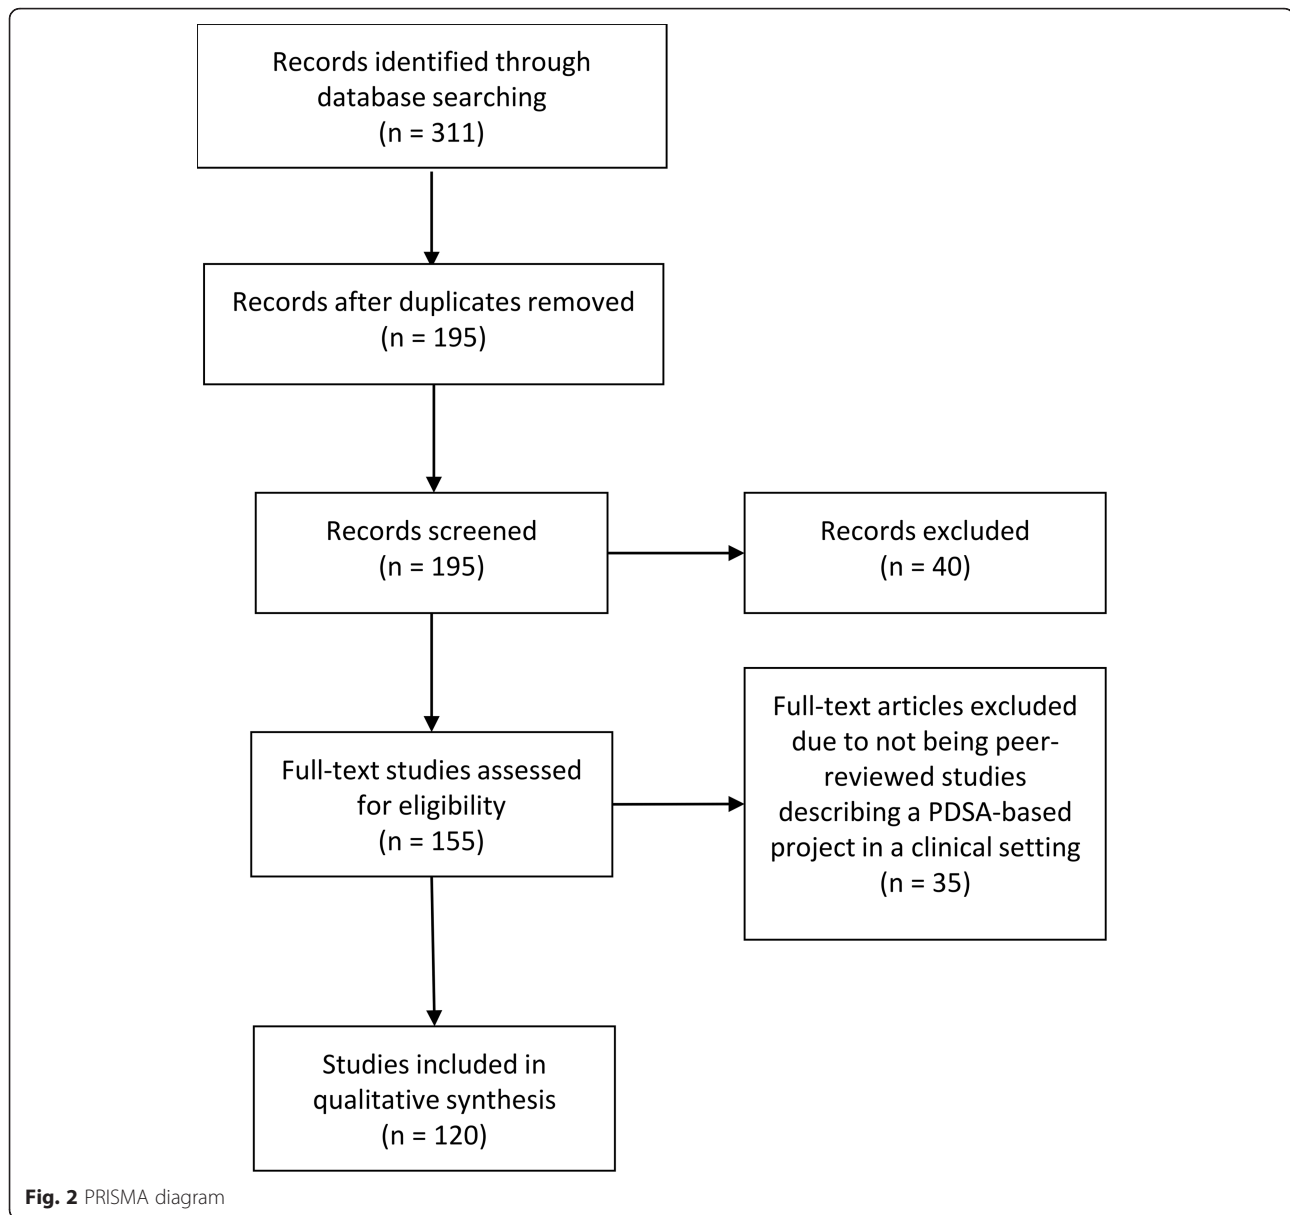 Records identified through
database searching
(n = 311)
Records after duplicates removed
(n = 195)
Records screened
(n = 195)
Records excluded
(n = 40)
Full-text studies assessed
for eligibility
(n = 155)
Full-text articles excluded
due to not being peer-
reviewed studies
describing a PDSA-based
project in a clinical setting
(n = 35)
Studies included in
qualitative synthesis
(n = 120)
Fig. 2 PRISMA diagram